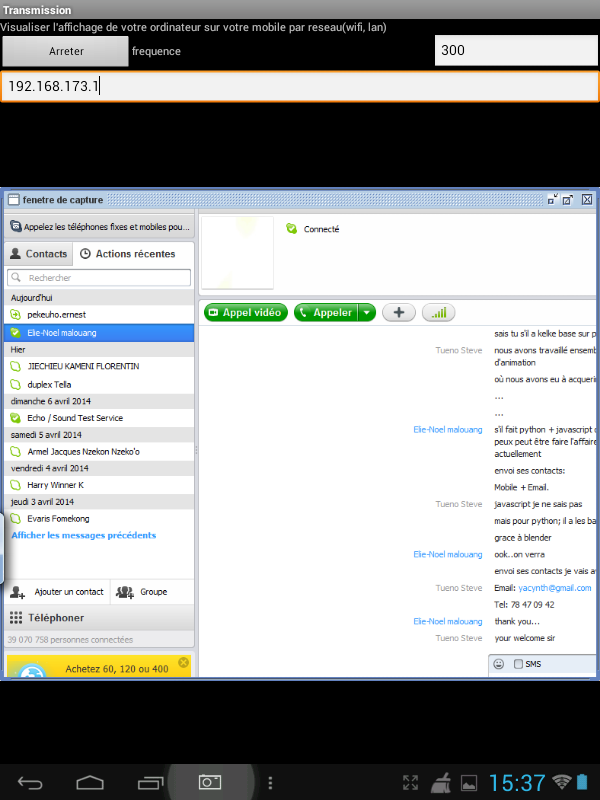 Transmission
Visualiser l'affichage de votre ordinateur sur votre mobile par reseau(wifi, lan)
Arreter
frequence
300
192.168.173.1
fenetre de capture
Appelez les téléphones fixes et mobiles pou...
Contacts
Actions récentes
Rechercher
Aujourd'hui
pekeuho.ernest
Elie-Noel malouang
Hier
JIECHIEU KAMENI FLORENTIN
duplex Tella
dimanche 6 avril 2014
Echo / Sound Test Service
samedi 5 avril 2014
Armel Jacques Nzekon Nzeko'o
vendredi 4 avril 2014
Harry Winner K
jeudi 3 avril 2014
Evaris Fomekong
Afficher les messages précédents
Ajouter un contact
Groupe
Téléphoner
39 070 758 personnes connectées
Achetez 60, 120 ou 400
Connecté
Appel vidéo
Appeler
sais tu s'il a kelke base sur p
Tueno Steve nous avons travaillé ensemb
d'animation
où nous avons eu à acquerir
...
...
Elie-Noel malouang s'il fait python + javascript c
peux peut être faire l'affaire
actuellement
envoi ses contacts:
Mobile + Email.
Tueno Steve javascript je ne sais pas
mais pour python; il a les ba
grace à blender
Elie-Noel malouang ook..on verra
envoi ses contacts je vais a
Tueno Steve Email: yacynth@gmail.com
Tel: 78 47 09 42
Elie-Noel malouang thank you...
Tueno Steve your welcome sir
SMS
15:37